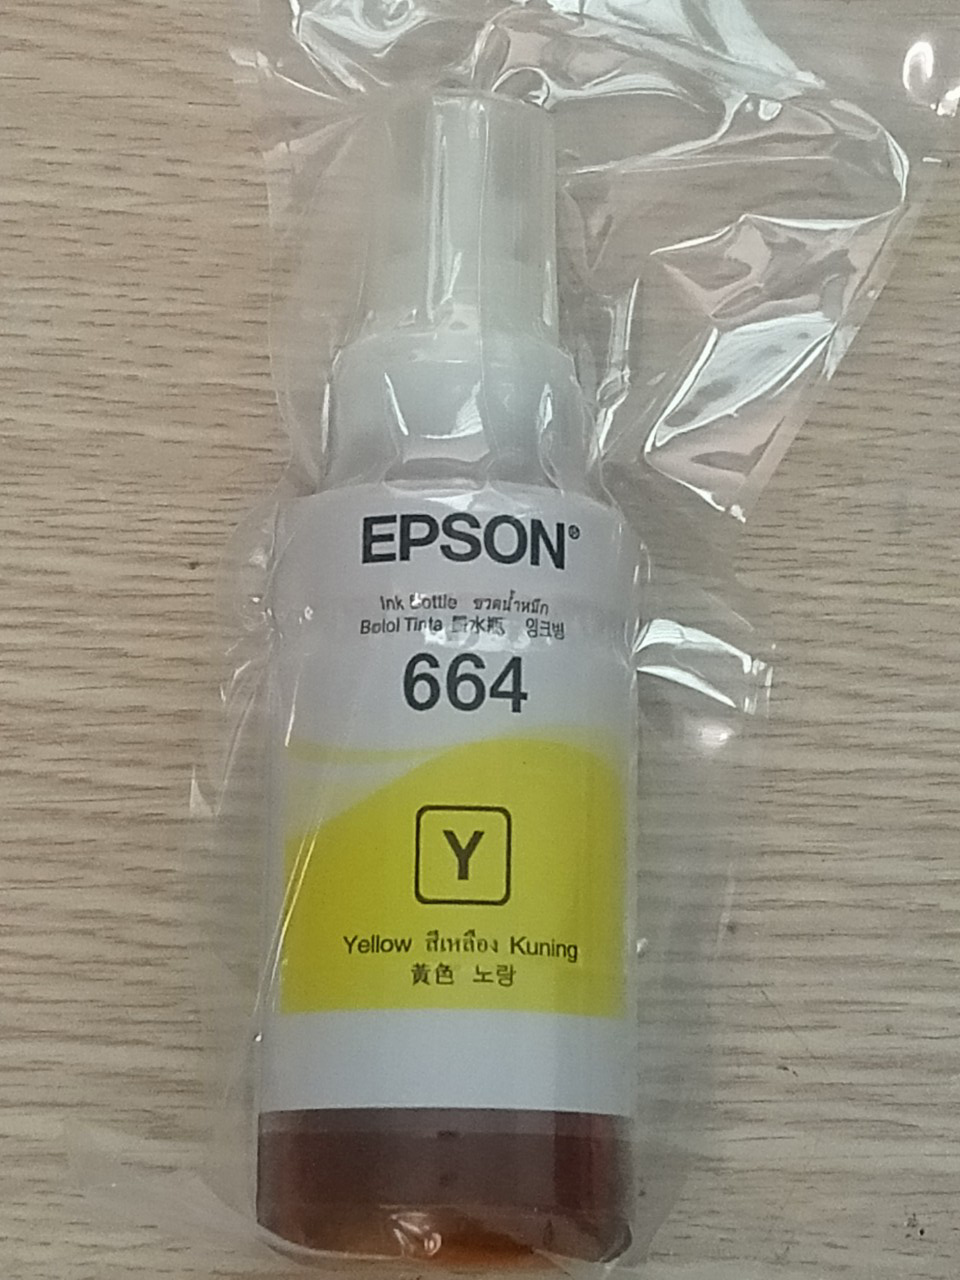 EPSON®
Ink Bottle ขวดน้ำหมึก
Botol Tinta 墨水瓶 잉크병
664
Y
Yellow สีเหลือง Kuning
黃色 노랑